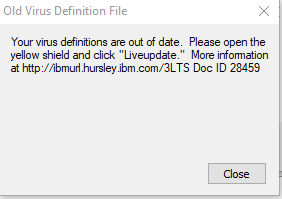 Old Virus Definition File
Your virus definitions are out of date.  Please open the
yellow shield and click "Liveupdate."  More information
at http://ibmurl.hursley.ibm.com/3LTS Doc ID 28459
Close